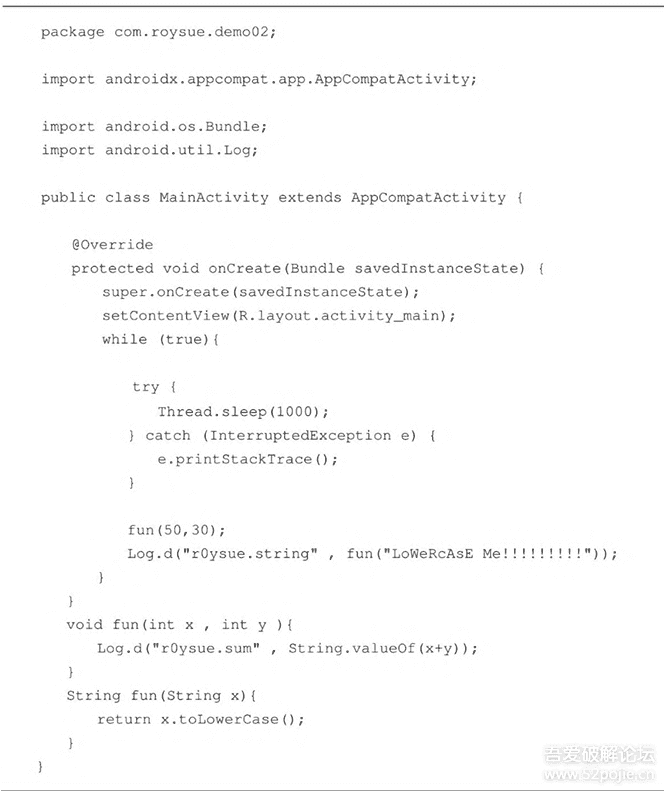 package com.roysue.demo02;
import androidx.appcompat.app.AppCompatActivity;
import android.os.Bundle;
import android.util.Log;
public class MainActivity extends AppCompatActivity {
@Override
protected void onCreate(Bundle savedInstanceState) {
super.onCreate(savedInstanceState);
setContentView(R.layout.activity_main);
while (true){
try {
Thread.sleep(1000);
} catch (InterruptedException e) {
e.printStackTrace();
}
fun(50,30);
Log.d("r0ysue.string" , fun("LoWeRcAsE Me!!!!!!!!!"));
}
}
void fun(int x , int y ){
Log.d("r0ysue.sum" , String.valueOf(x+y));
}
String fun(String x){
return x.toLowerCase();
}
}
吾爱破解论坛
www.52pojie.cn